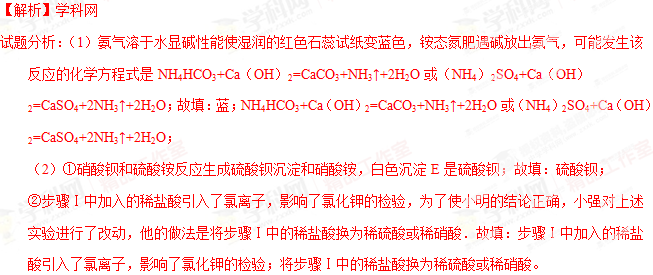 【解析】学科网
试题分析：（1）氨气溶于水显碱性能使湿润的红色石蕊试纸变蓝色，铵态氮肥遇碱放出氨气，可能发生该
反应的化学方程式是 NH4HCO3+Ca（OH）2=CaCO3+NH3↑+2H2O 或（NH4）2SO4+Ca（OH）
2=CaSO4+2NH3↑+2H2O；故填：蓝；NH4HCO3+Ca（OH）2=CaCO3+NH3↑+2H2O 或（NH4）2SO4+Ca（OH）
2=CaSO4+2NH3↑+2H2O；
（2）①硝酸钡和硫酸铵反应生成硫酸钡沉淀和硝酸铵，白色沉淀 E 是硫酸钡；故填：硫酸钡；
②步骤Ⅰ中加入的稀盐酸引入了氯离子，影响了氯化钾的检验，为了使小明的结论正确，小强对上述
实验进行了改动，他的做法是将步骤Ⅰ中的稀盐酸换为稀硫酸或稀硝酸．故填：步骤Ⅰ中加入的稀盐
酸引入了氯离子，影响了氯化钾的检验；将步骤Ⅰ中的稀盐酸换为稀硫酸或稀硝酸。